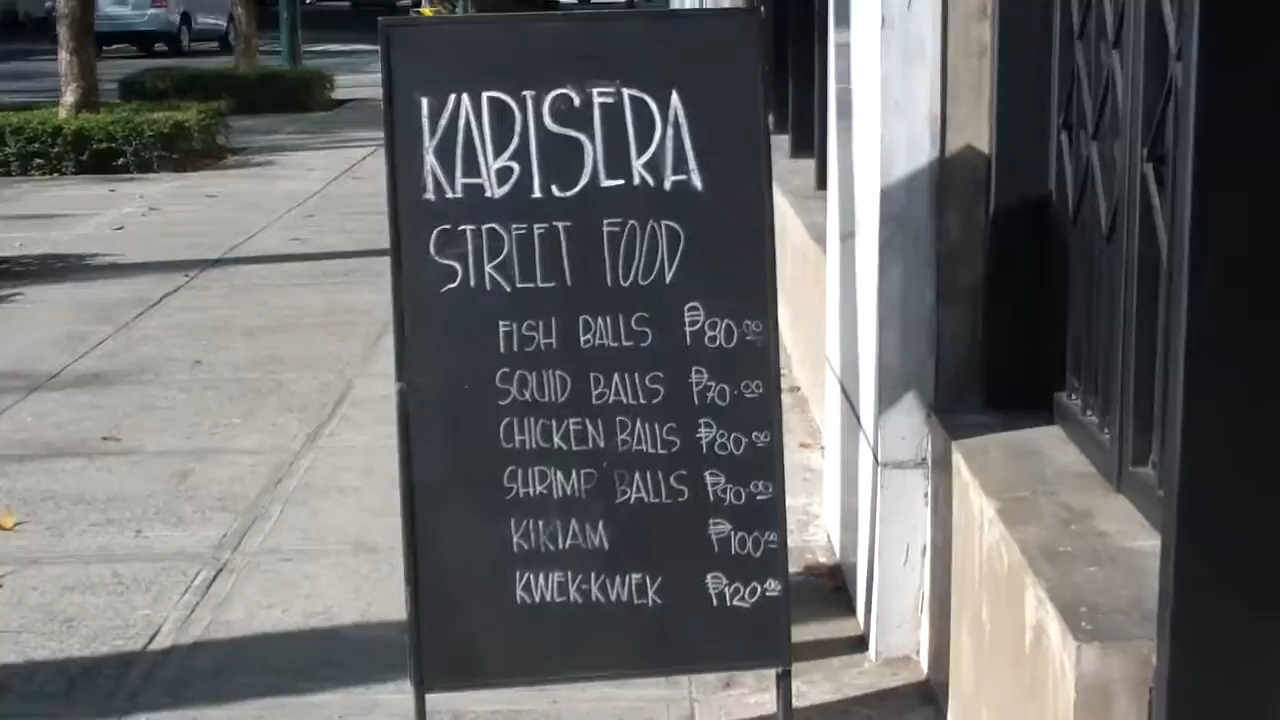 KABISERA
STREET FOOD
FISH BALLS ₱80.00
SQUID BALLS ₱70.00
CHICKEN BALLS ₱80.00
SHRIMP BALLS ₱90.00
KIKIAM ₱100.00
KWEK-KWEK ₱120.00